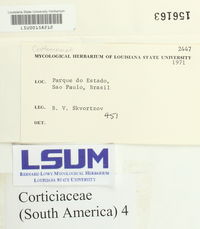 Louisiana State University Herbarium
156163
Corticiaceae
2447
MYCOLOGICAL HERBARIUM OF LOUISIANA STATE UNIVERSITY
1971
LOC. Parque do Estado,
Sao Paulo, Brasil
LEG. B. V. Skvortzov
457
DET.
LSUM
BERNARD LOWY MYCOLOGICAL HERBARIUM
LOUISIANA STATE UNIVERSITY
Corticiaceae
(South America) 4